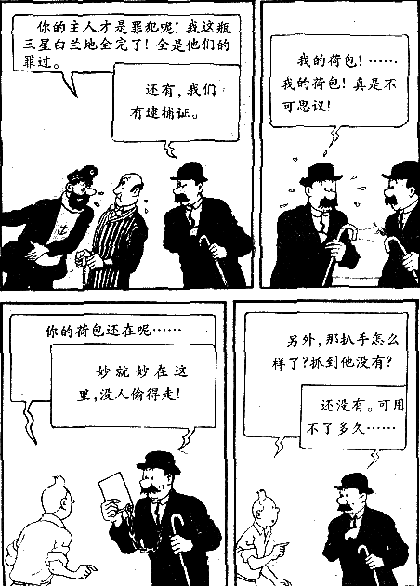 你的主人才是罪犯呢!我这瓶
三星白兰地全完了!全是他们的
罪过。
还有,我们
有逮捕证。
我的荷包!……
我的荷包!真是不
可思议!
你的荷包还在呢……
妙就妙在这
里,没人偷得走!
另外,那扒手怎么
样了?抓到他没有?
还没有。可用
不了多久……